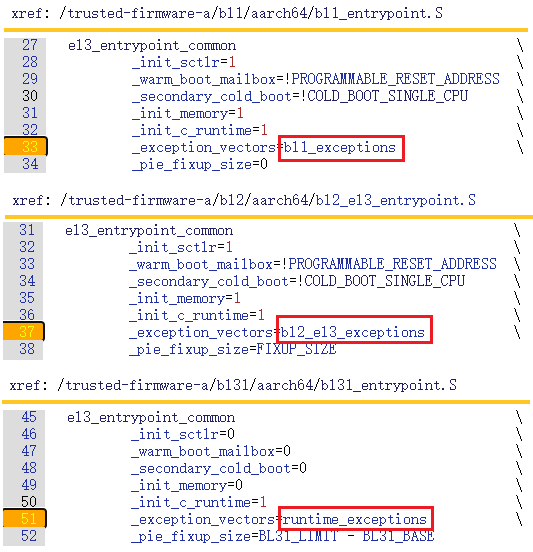 xref: /trusted-firmware-a/bl1/aarch64/bl1_entrypoint.S
27 el3_entrypoint_common \
28 _init_sctlr=1 \
29 _warm_boot_mailbox=!PROGRAMMABLE_RESET_ADDRESS \
30 _secondary_cold_boot=!COLD_BOOT_SINGLE_CPU \
31 _init_memory=1 \
32 _init_c_runtime=1 \
33 _exception_vectors=bl1_exceptions \
34 _pie_fixup_size=0
xref: /trusted-firmware-a/bl2/aarch64/bl2_el3_entrypoint.S
31 el3_entrypoint_common \
32 _init_sctlr=1 \
33 _warm_boot_mailbox=!PROGRAMMABLE_RESET_ADDRESS \
34 _secondary_cold_boot=!COLD_BOOT_SINGLE_CPU \
35 _init_memory=1 \
36 _init_c_runtime=1 \
37 _exception_vectors=bl2_el3_exceptions \
38 _pie_fixup_size=FIXUP_SIZE
xref: /trusted-firmware-a/bl31/aarch64/bl31_entrypoint.S
45 el3_entrypoint_common \
46 _init_sctlr=0 \
47 _warm_boot_mailbox=0 \
48 _secondary_cold_boot=0 \
49 _init_memory=0 \
50 _init_c_runtime=1 \
51 _exception_vectors=runtime_exceptions \
52 _pie_fixup_size=BL31_LIMIT - BL31_BASE